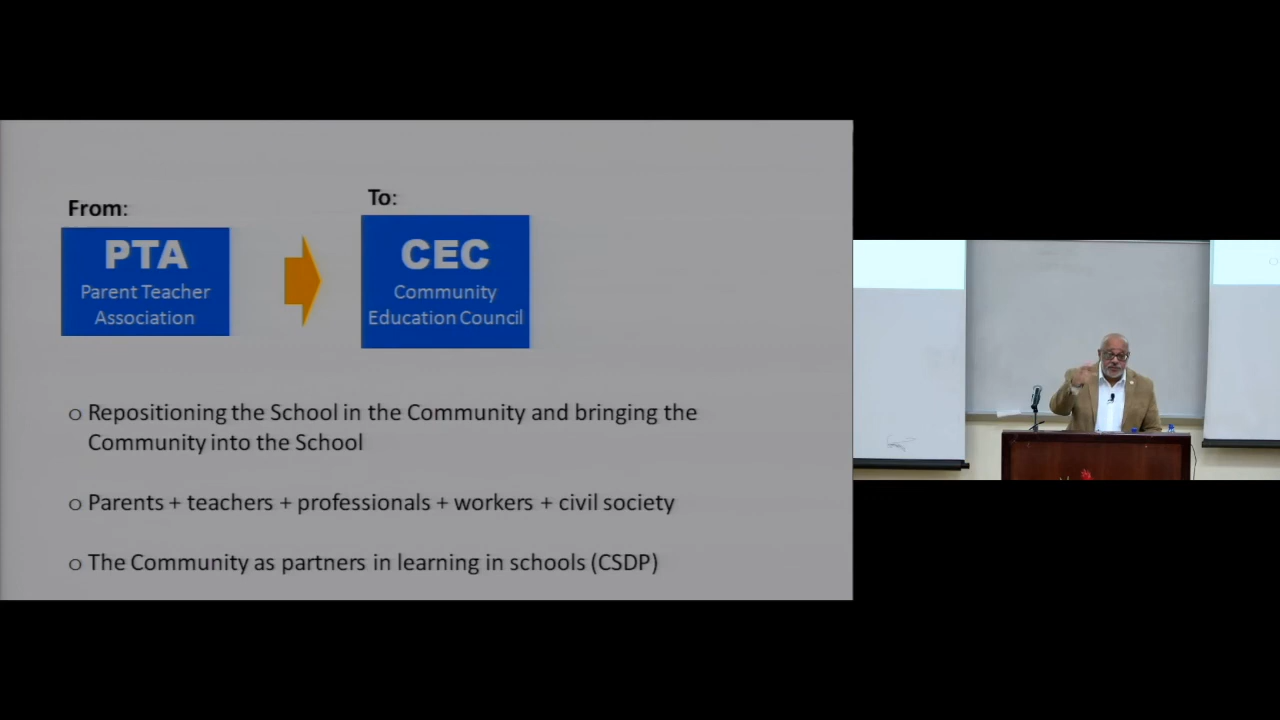 From:
To:
PTA
Parent Teacher
Association
CEC
Community
Education Council
o Repositioning the School in the Community and bringing the
Community into the School
o Parents + teachers + professionals + workers + civil society
o The Community as partners in learning in schools (CSDP)